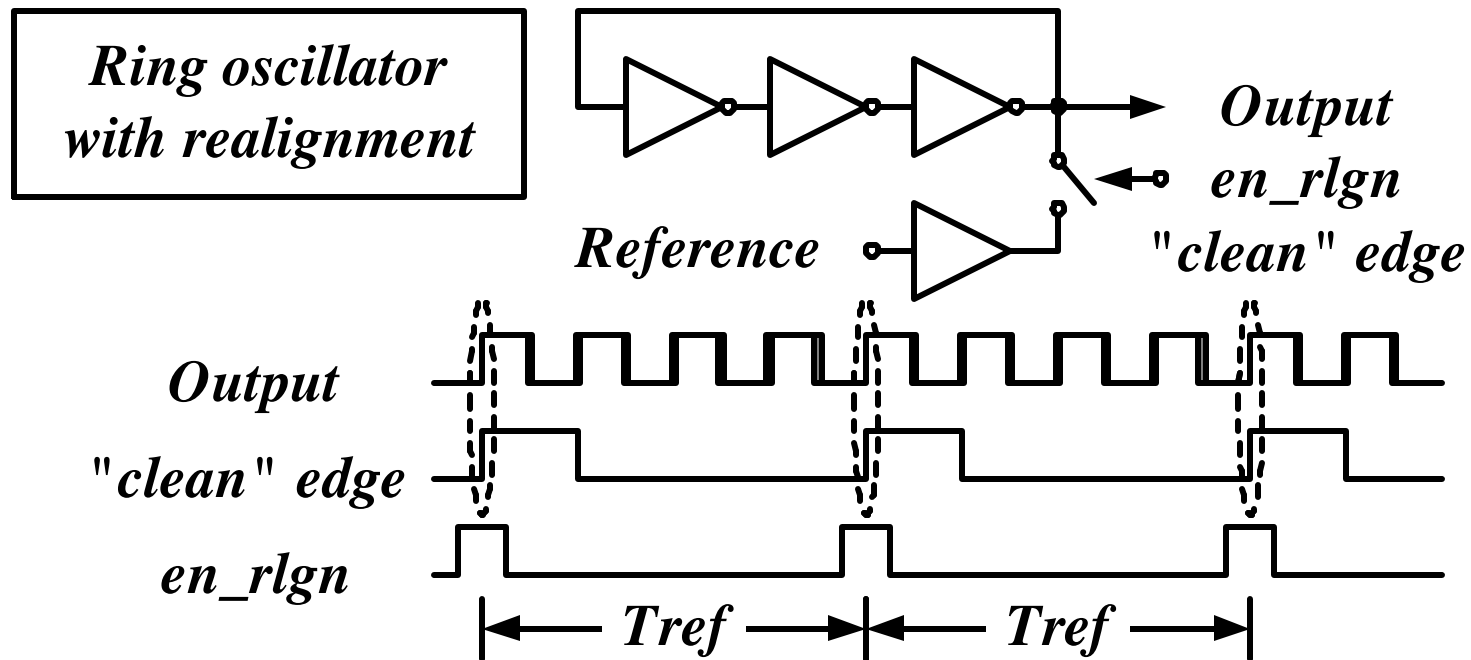 Ring oscillator
with realignment
Output
en_rlgn
Reference
"clean" edge
Output
"clean" edge
en_rlgn
Tref
Tref